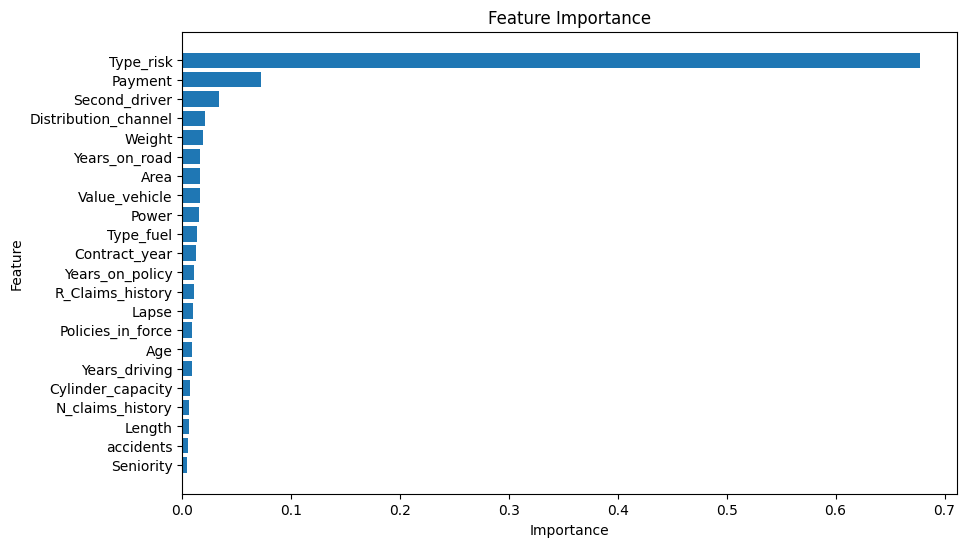 Feature Importance
Feature
Type_risk
Payment
Second_driver
Distribution_channel
Weight
Years_on_road
Area
Value_vehicle
Power
Type_fuel
Contract_year
Years_on_policy
R_Claims_history
Lapse
Policies_in_force
Age
Years_driving
Cylinder_capacity
N_claims_history
Length
accidents
Seniority
0.0 0.1 0.2 0.3 0.4 0.5 0.6 0.7
Importance